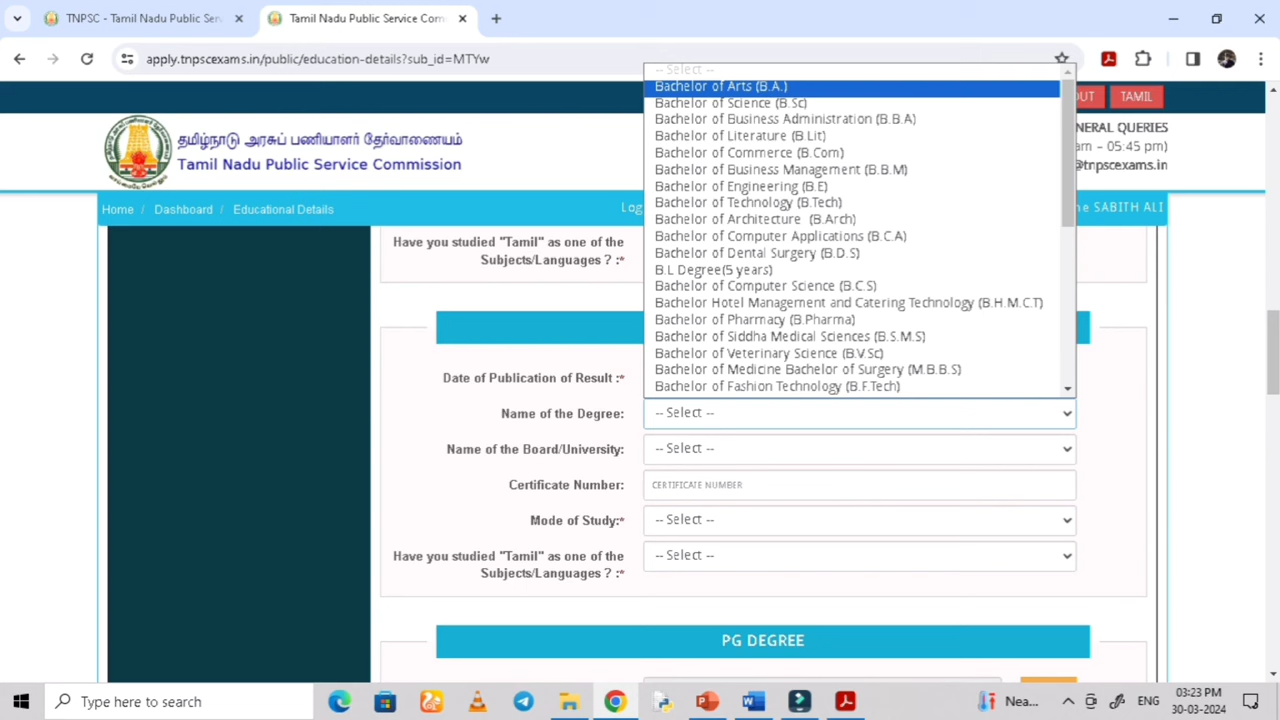 TNPSC - Tamil Nadu Public Ser
Tamil Nadu Public Service Com
apply.tnpscexams.in/public/education-details?sub_id=MTYw
OUT
TAMIL
தமிழ்நாடு அரசுப் பணியாளர் தேர்வாணையம்
Tamil Nadu Public Service Commission
NERAL QUERIES
am – 05:45 pm)
@tnpscexams.in
Home / Dashboard / Educational Details
Log
ne SABITH ALI
Have you studied "Tamil" as one of the
Subjects/Languages ? :*
-- Select --
Bachelor of Arts (B.A.)
Bachelor of Science (B.Sc)
Bachelor of Business Administration (B.B.A)
Bachelor of Literature (B.Lit)
Bachelor of Commerce (B.Com)
Bachelor of Business Management (B.B.M)
Bachelor of Engineering (B.E)
Bachelor of Technology (B.Tech)
Bachelor of Architecture (B.Arch)
Bachelor of Computer Applications (B.C.A)
Bachelor of Dental Surgery (B.D.S)
B.L Degree(5 years)
Bachelor of Computer Science (B.C.S)
Bachelor Hotel Management and Catering Technology (B.H.M.C.T)
Bachelor of Pharmacy (B.Pharma)
Bachelor of Siddha Medical Sciences (B.S.M.S)
Bachelor of Veterinary Science (B.V.Sc)
Bachelor of Medicine Bachelor of Surgery (M.B.B.S)
Bachelor of Fashion Technology (B.F.Tech)
Date of Publication of Result :*
Name of the Degree: -- Select --
Name of the Board/University: -- Select --
Certificate Number: CERTIFICATE NUMBER
Mode of Study:* -- Select --
Have you studied "Tamil" as one of the -- Select --
Subjects/Languages ? :*
PG DEGREE
Type here to search
Nea...
ENG
03:23 PM
30-03-2024